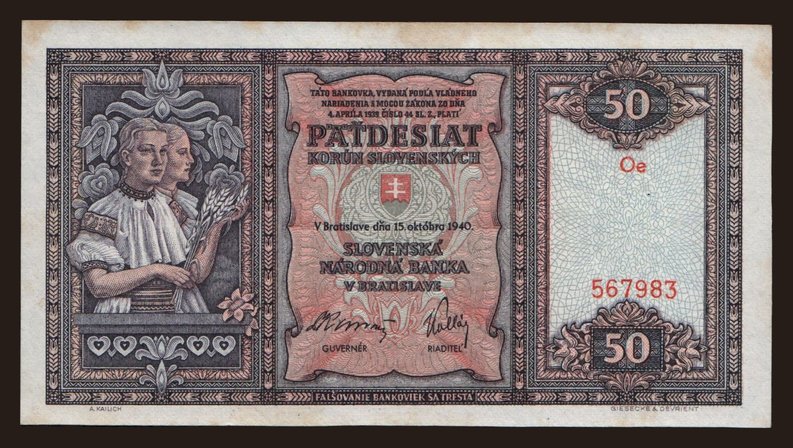 TÁTO BANKOVKA, VYDANÁ PODĽA VLÁDNEHO
NARIADENIA S MOCOU ZÁKONA ZO DŇA
4. APRÍLA 1939 ČÍSLO 44 SL. Z., PLATÍ
PÄŤDESIAT
KORÚN SLOVENSKÝCH
V Bratislave dňa 15. októbra 1940.
SLOVENSKÁ
NÁRODNÁ BANKA
V BRATISLAVE
GUVERNÉR RIADITEĽ
FALŠOVANIE BANKOVIEK SA TRESTÁ
50
Oe
567983
50
A. KAILICH
GIESECKE & DEVRIENT